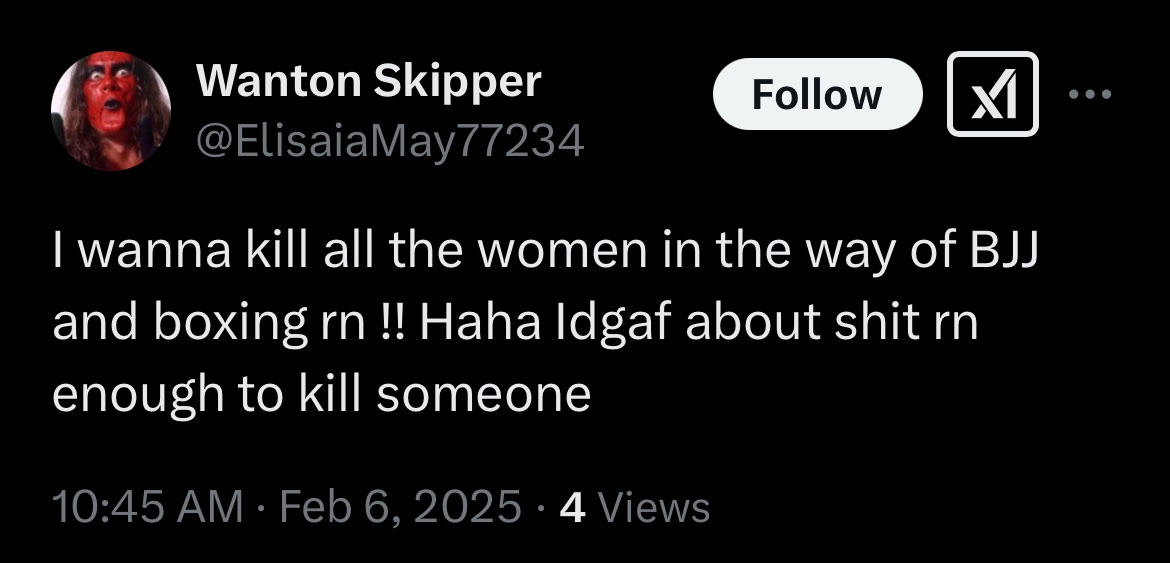 Wanton Skipper
@ElisaiaMay77234
Follow
I wanna kill all the women in the way of BJJ
and boxing rn !! Haha Idgaf about shit rn
enough to kill someone
10:45 AM · Feb 6, 2025 · 4 Views